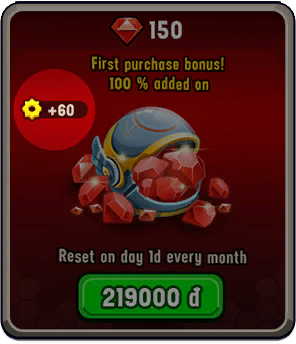 150
First purchase bonus!
100 % added on
+60
Reset on day 1d every month
219000 đ